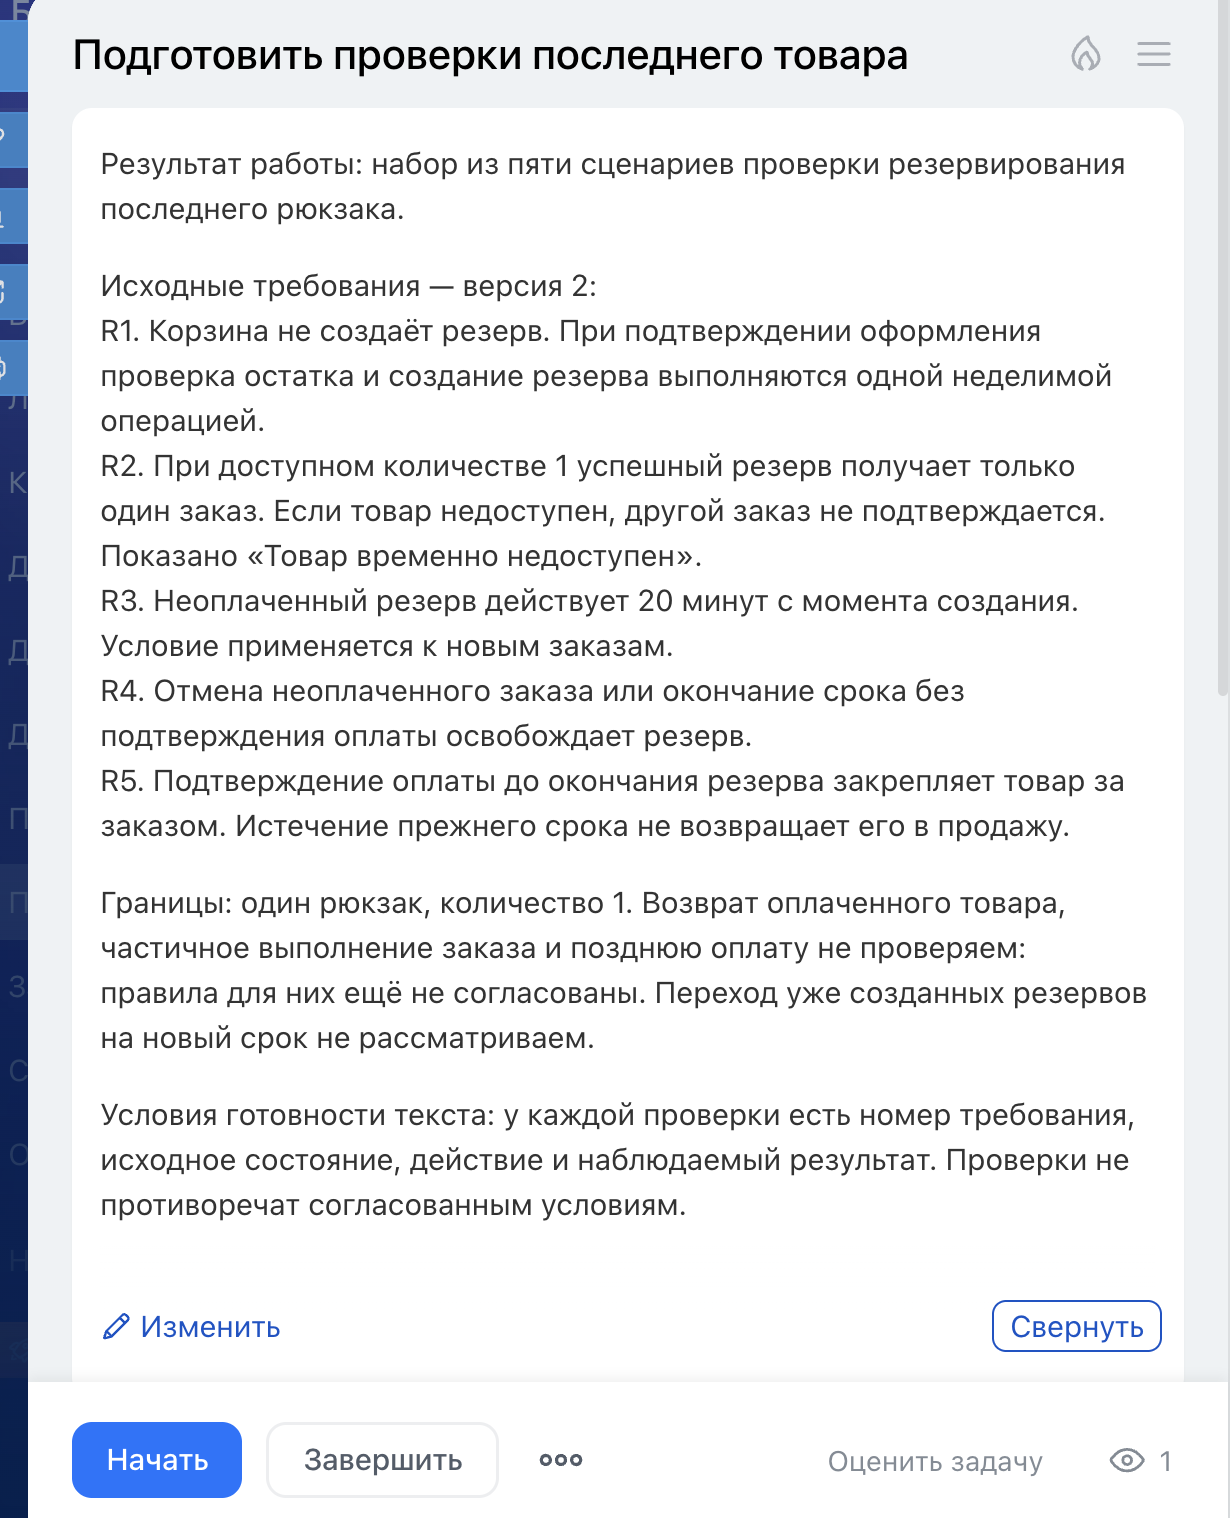 Подготовить проверки последнего товара
Результат работы: набор из пяти сценариев проверки резервирования
последнего рюкзака.
Исходные требования — версия 2:
R1. Корзина не создаёт резерв. При подтверждении оформления
проверка остатка и создание резерва выполняются одной неделимой
операцией.
R2. При доступном количестве 1 успешный резерв получает только
один заказ. Если товар недоступен, другой заказ не подтверждается.
Показано «Товар временно недоступен».
R3. Неоплаченный резерв действует 20 минут с момента создания.
Условие применяется к новым заказам.
R4. Отмена неоплаченного заказа или окончание срока без
подтверждения оплаты освобождает резерв.
R5. Подтверждение оплаты до окончания резерва закрепляет товар за
заказом. Истечение прежнего срока не возвращает его в продажу.
Границы: один рюкзак, количество 1. Возврат оплаченного товара,
частичное выполнение заказа и позднюю оплату не проверяем:
правила для них ещё не согласованы. Переход уже созданных резервов
на новый срок не рассматриваем.
Условия готовности текста: у каждой проверки есть номер требования,
исходное состояние, действие и наблюдаемый результат. Проверки не
противоречат согласованным условиям.
Изменить
Свернуть
Начать
Завершить
Оценить задачу
1